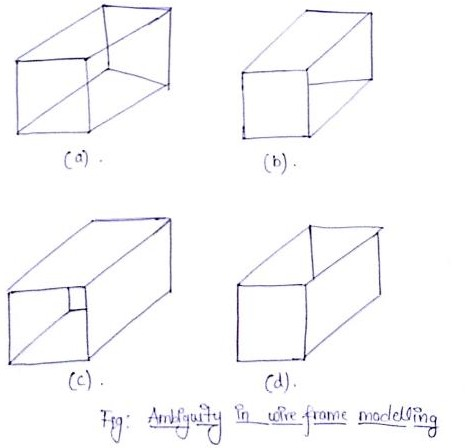 (a).
(b).
(c).
(d).
Fig: Ambiguity in wire frame modelling